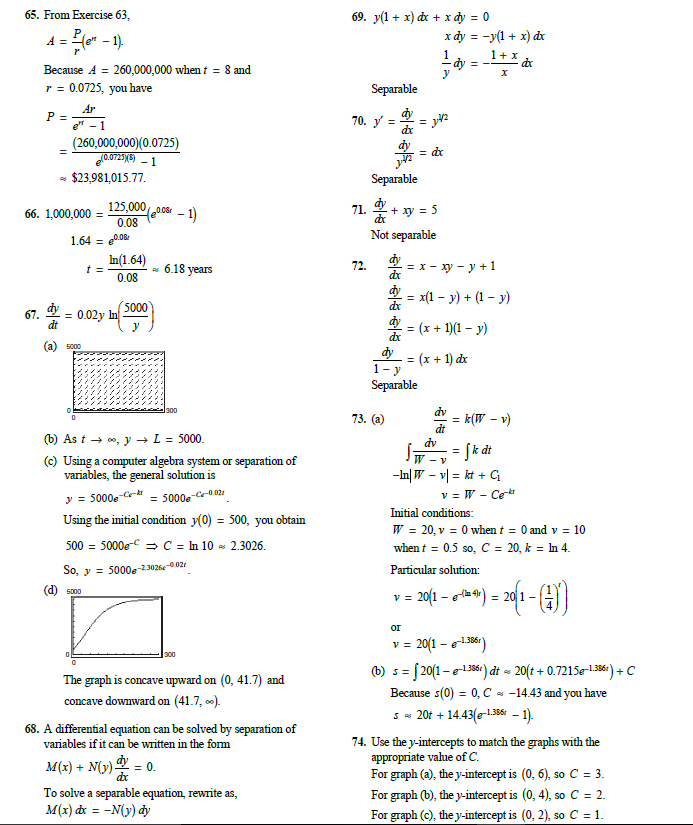 65. From Exercise 63,
A = P/r (e^{rt} − 1).
Because A = 260,000,000 when t = 8 and
r = 0.0725, you have
P = Ar/(e^{rt} − 1)
= (260,000,000)(0.0725)/(e^{(0.0725)(8)} − 1)
≈ $23,981,015.77.
66. 1,000,000 = 125,000/0.08 (e^{0.08t} − 1)
1.64 = e^{0.08t}
t = ln(1.64)/0.08 ≈ 6.18 years
67. dy/dt = 0.02y ln(5000/y)
(a) 5000
0 300
0
(b) As t → ∞, y → L = 5000.
(c) Using a computer algebra system or separation of
variables, the general solution is
y = 5000e^{−Ce^{−kt}} = 5000e^{−Ce^{−0.02t}}.
Using the initial condition y(0) = 500, you obtain
500 = 5000e^{−C} ⇒ C = ln 10 ≈ 2.3026.
So, y = 5000e^{−2.3026e^{−0.02t}}.
(d) 5000
0 300
0
The graph is concave upward on (0, 41.7) and
concave downward on (41.7, ∞).
68. A differential equation can be solved by separation of
variables if it can be written in the form
M(x) + N(y) dy/dx = 0.
To solve a separable equation, rewrite as,
M(x) dx = −N(y) dy
69. y(1 + x) dx + x dy = 0
x dy = −y(1 + x) dx
1/y dy = −(1 + x)/x dx
Separable
70. y′ = dy/dx = y^{1/2}
dy/y^{1/2} = dx
Separable
71. dy/dx + xy = 5
Not separable
72. dy/dx = x − xy − y + 1
dy/dx = x(1 − y) + (1 − y)
dy/dx = (x + 1)(1 − y)
dy/(1 − y) = (x + 1) dx
Separable
73. (a) dv/dt = k(W − v)
∫ dv/(W − v) = ∫ k dt
−ln|W − v| = kt + C₁
v = W − Ce^{−kt}
Initial conditions:
W = 20, v = 0 when t = 0 and v = 10
when t = 0.5 so, C = 20, k = ln 4.
Particular solution:
v = 20(1 − e^{−(ln 4)t}) = 20(1 − (1/4)^t)
or
v = 20(1 − e^{−1.386t})
(b) s = ∫ 20(1 − e^{−1.386t}) dt ≈ 20(t + 0.7215e^{−1.386t}) + C
Because s(0) = 0, C ≈ −14.43 and you have
s ≈ 20t + 14.43(e^{−1.386t} − 1).
74. Use the y-intercepts to match the graphs with the
appropriate value of C.
For graph (a), the y-intercept is (0, 6), so C = 3.
For graph (b), the y-intercept is (0, 4), so C = 2.
For graph (c), the y-intercept is (0, 2), so C = 1.